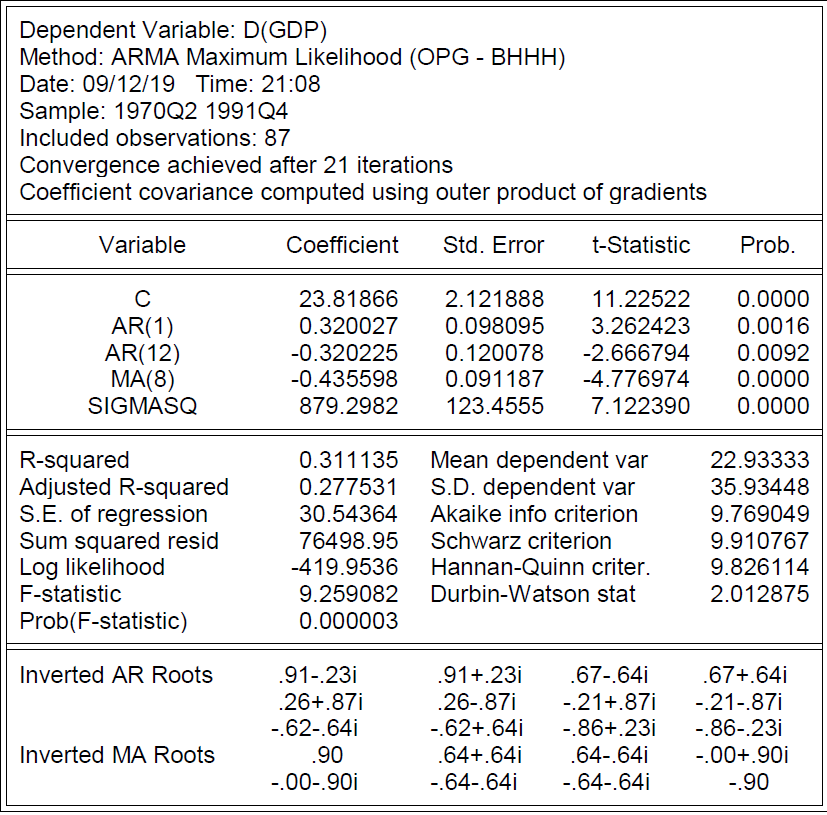 Dependent Variable: D(GDP)
Method: ARMA Maximum Likelihood (OPG - BHHH)
Date: 09/12/19 Time: 21:08
Sample: 1970Q2 1991Q4
Included observations: 87
Convergence achieved after 21 iterations
Coefficient covariance computed using outer product of gradients
Variable Coefficient Std. Error t-Statistic Prob.
C 23.81866 2.121888 11.22522 0.0000
AR(1) 0.320027 0.098095 3.262423 0.0016
AR(12) -0.320225 0.120078 -2.666794 0.0092
MA(8) -0.435598 0.091187 -4.776974 0.0000
SIGMASQ 879.2982 123.4555 7.122390 0.0000
R-squared 0.311135 Mean dependent var 22.93333
Adjusted R-squared 0.277531 S.D. dependent var 35.93448
S.E. of regression 30.54364 Akaike info criterion 9.769049
Sum squared resid 76498.95 Schwarz criterion 9.910767
Log likelihood -419.9536 Hannan-Quinn criter. 9.826114
F-statistic 9.259082 Durbin-Watson stat 2.012875
Prob(F-statistic) 0.000003
Inverted AR Roots .91-.23i .91+.23i .67-.64i .67+.64i
.26+.87i .26-.87i -.21+.87i -.21-.87i
-.62-.64i -.62+.64i -.86+.23i -.86-.23i
Inverted MA Roots .90 .64+.64i .64-.64i -.00+.90i
-.00-.90i -.64-.64i -.64-.64i -.90